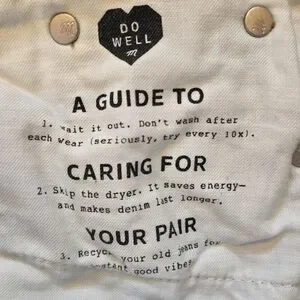 DO
WELL
m
A GUIDE TO
1. Wait it out. Don't wash after
each wear (seriously, try every 10x).
CARING FOR
2. Skip the dryer. It saves energy—
and makes denim last longer.
YOUR PAIR
3. Recycle your old jeans for
good vibes